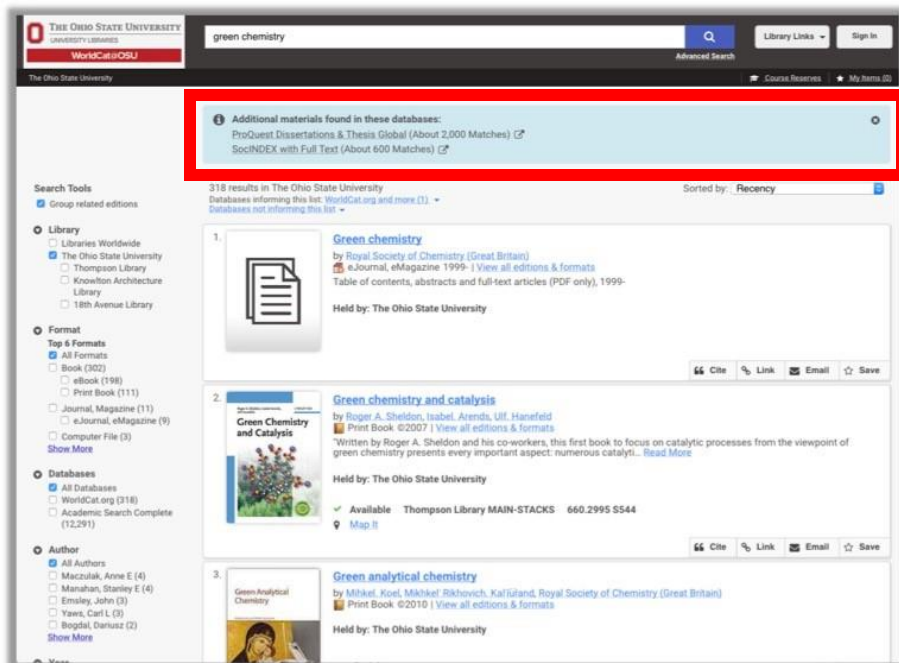 THE OHIO STATE UNIVERSITY
UNIVERSITY LIBRARIES
WorldCat@OSU
green chemistry
Advanced Search
Library Links
Sign In
The Ohio State University
Course Reserves
My Items (0)
Additional materials found in these databases:
ProQuest Dissertations & Thesis Global (About 2,000 Matches)
SocINDEX with Full Text (About 600 Matches)
Search Tools
Group related editions
Library
Libraries Worldwide
The Ohio State University
Thompson Library
Knowlton Architecture
Library
18th Avenue Library
Format
Top 6 Formats
All Formats
Book (302)
eBook (198)
Print Book (111)
Journal, Magazine (11)
eJournal, eMagazine (9)
Computer File (3)
Show More
Databases
All Databases
WorldCat.org (318)
Academic Search Complete
(12,291)
Author
All Authors
Maczulak, Anne E (4)
Manahan, Stanley E (4)
Emsley, John (3)
Yaws, Carl L (3)
Bogdal, Dariusz (2)
Show More
Year
318 results in The Ohio State University
Sorted by: Recency
Databases informing this list: WorldCat.org and more (1)
Databases not informing this list
1.
Green chemistry
by Royal Society of Chemistry (Great Britain)
eJournal, eMagazine 1999- | View all editions & formats
Table of contents, abstracts and full-text articles (PDF only), 1999-
Held by: The Ohio State University
Cite Link Email Save
2.
Green Chemistry
and Catalysis
Green chemistry and catalysis
by Roger A. Sheldon, Isabel. Arends, Ulf. Hanefeld
Print Book ©2007 | View all editions & formats
"Written by Roger A. Sheldon and his co-workers, this first book to focus on catalytic processes from the viewpoint of
green chemistry presents every important aspect: numerous catalyti... Read More
Held by: The Ohio State University
Available Thompson Library MAIN-STACKS 660.2995 S544
Map It
Cite Link Email Save
3.
Green Analytical
Chemistry
Green analytical chemistry
by Mihkel. Koel, Mikhkelʹ Rikhovich. Kaĭli͡uland, Royal Society of Chemistry (Great Britain)
Print Book ©2010 | View all editions & formats
Held by: The Ohio State University